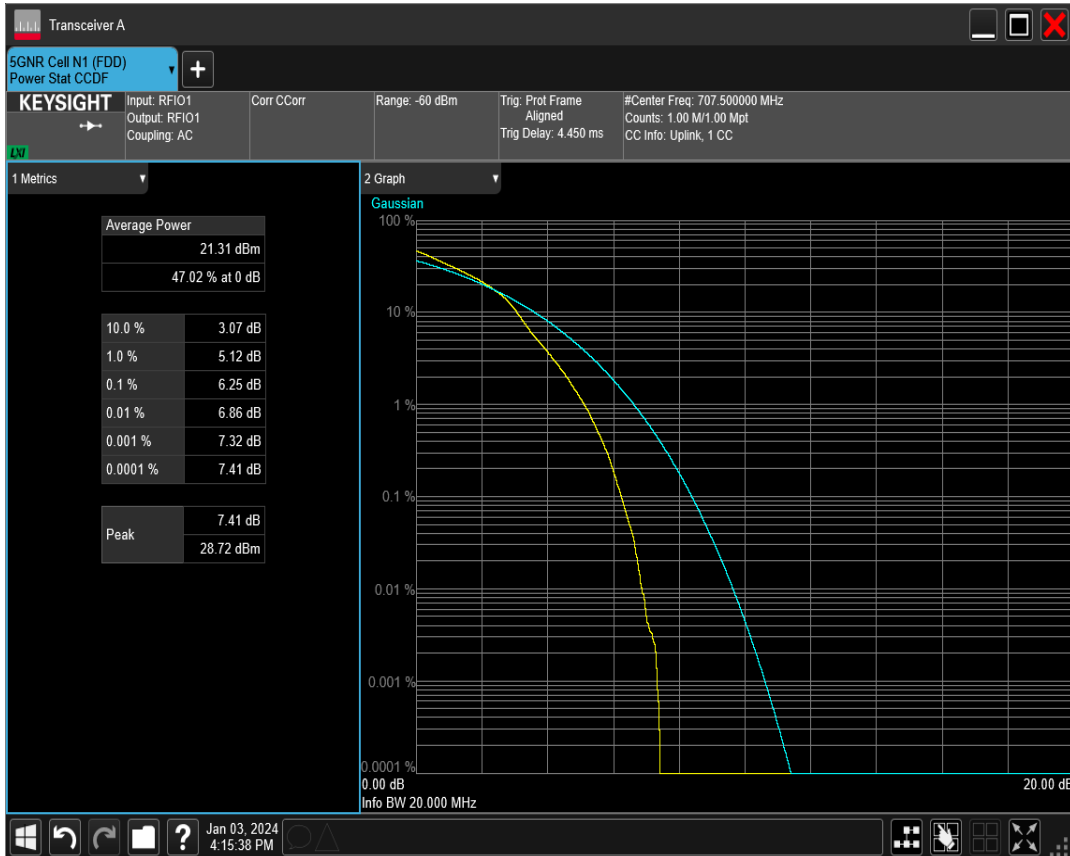 Transceiver A
5GNR Cell N1 (FDD)
Power Stat CCDF
+
KEYSIGHT
LXI
Input: RFIO1
Output: RFIO1
Coupling: AC
Corr CCorr
Range: -60 dBm
Trig: Prot Frame
Aligned
Trig Delay: 4.450 ms
#Center Freq: 707.500000 MHz
Counts: 1.00 M/1.00 Mpt
CC Info: Uplink, 1 CC
1 Metrics
Average Power
21.31 dBm
47.02 % at 0 dB
10.0 % 3.07 dB
1.0 % 5.12 dB
0.1 % 6.25 dB
0.01 % 6.86 dB
0.001 % 7.32 dB
0.0001 % 7.41 dB
Peak
7.41 dB
28.72 dBm
2 Graph
Gaussian
100 %
10 %
1 %
0.1 %
0.01 %
0.001 %
0.0001 %
0.00 dB 20.00 dB
Info BW 20.000 MHz
?
Jan 03, 2024
4:15:38 PM